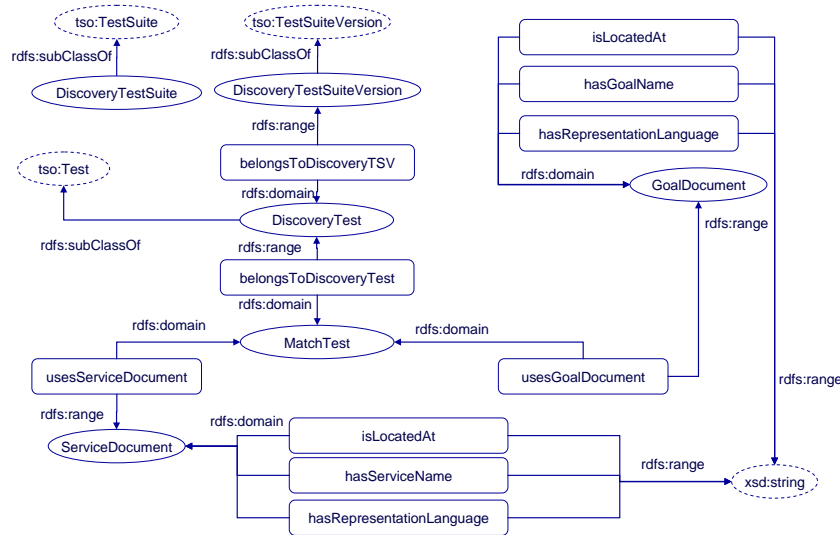 tso:TestSuite
tso:TestSuiteVersion
isLocatedAt
rdfs:subClassOf
rdfs:subClassOf
hasGoalName
DiscoveryTestSuite
DiscoveryTestSuiteVersion
rdfs:range
hasRepresentationLanguage
belongsToDiscoveryTSV
tso:Test
rdfs:domain
GoalDocument
rdfs:domain
DiscoveryTest
rdfs:range
rdfs:subClassOf
rdfs:range
belongsToDiscoveryTest
rdfs:domain
rdfs:domain
MatchTest
rdfs:domain
usesServiceDocument
usesGoalDocument
rdfs:range
rdfs:range
rdfs:domain
isLocatedAt
ServiceDocument
rdfs:range
hasServiceName
xsd:string
hasRepresentationLanguage